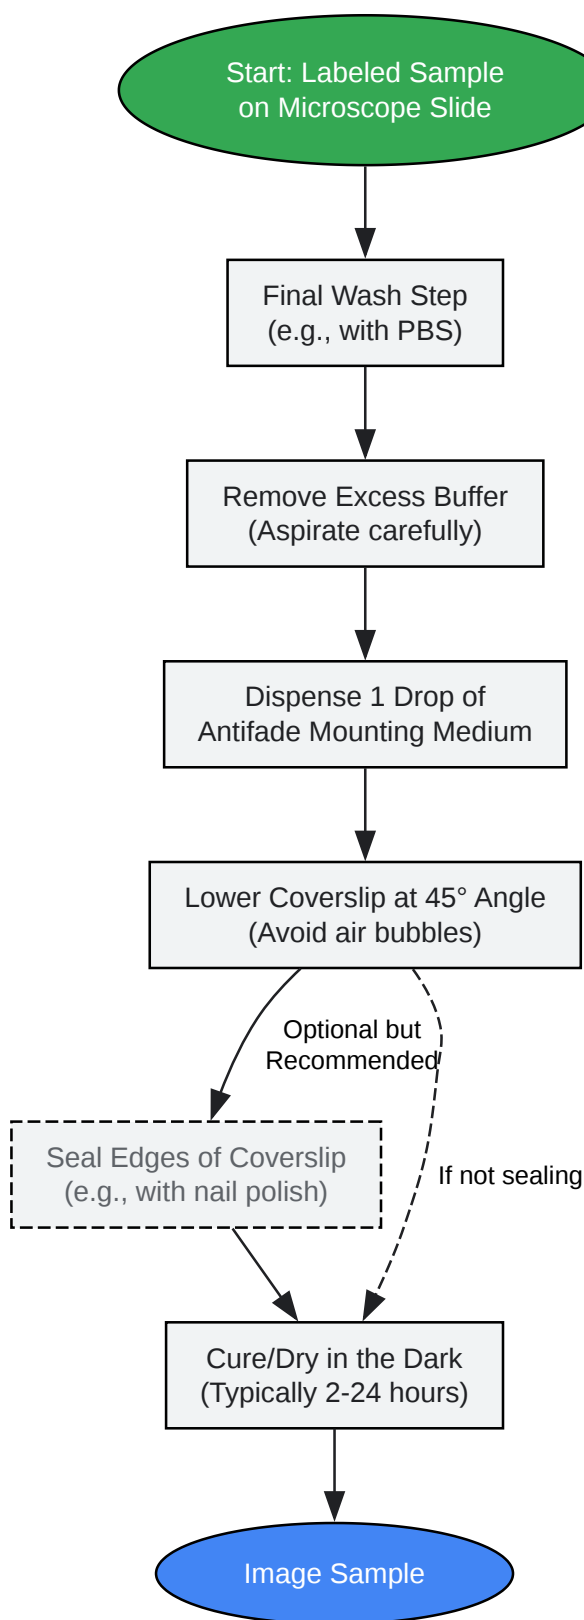 Start: Labeled Sample
on Microscope Slide
Final Wash Step
(e.g., with PBS)
Remove Excess Buffer
(Aspirate carefully)
Dispense 1 Drop of
Antifade Mounting Medium
Lower Coverslip at 45° Angle
(Avoid air bubbles)
Optional but
Recommended
Seal Edges of Coverslip
(e.g., with nail polish)
If not sealing
Cure/Dry in the Dark
(Typically 2-24 hours)
Image Sample